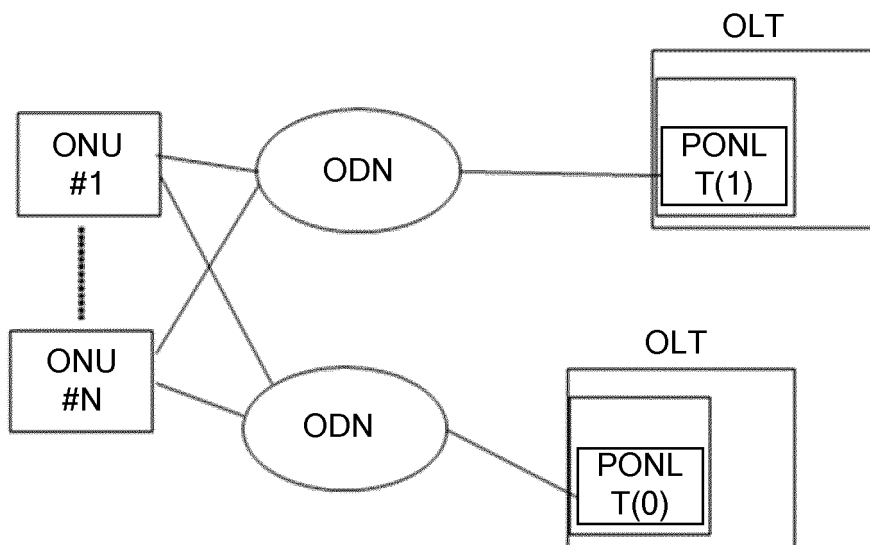 OLT
ONU
#1
ODN
PONL
T(1)
ONU
#N
OLT
ODN
PONL
T(0)